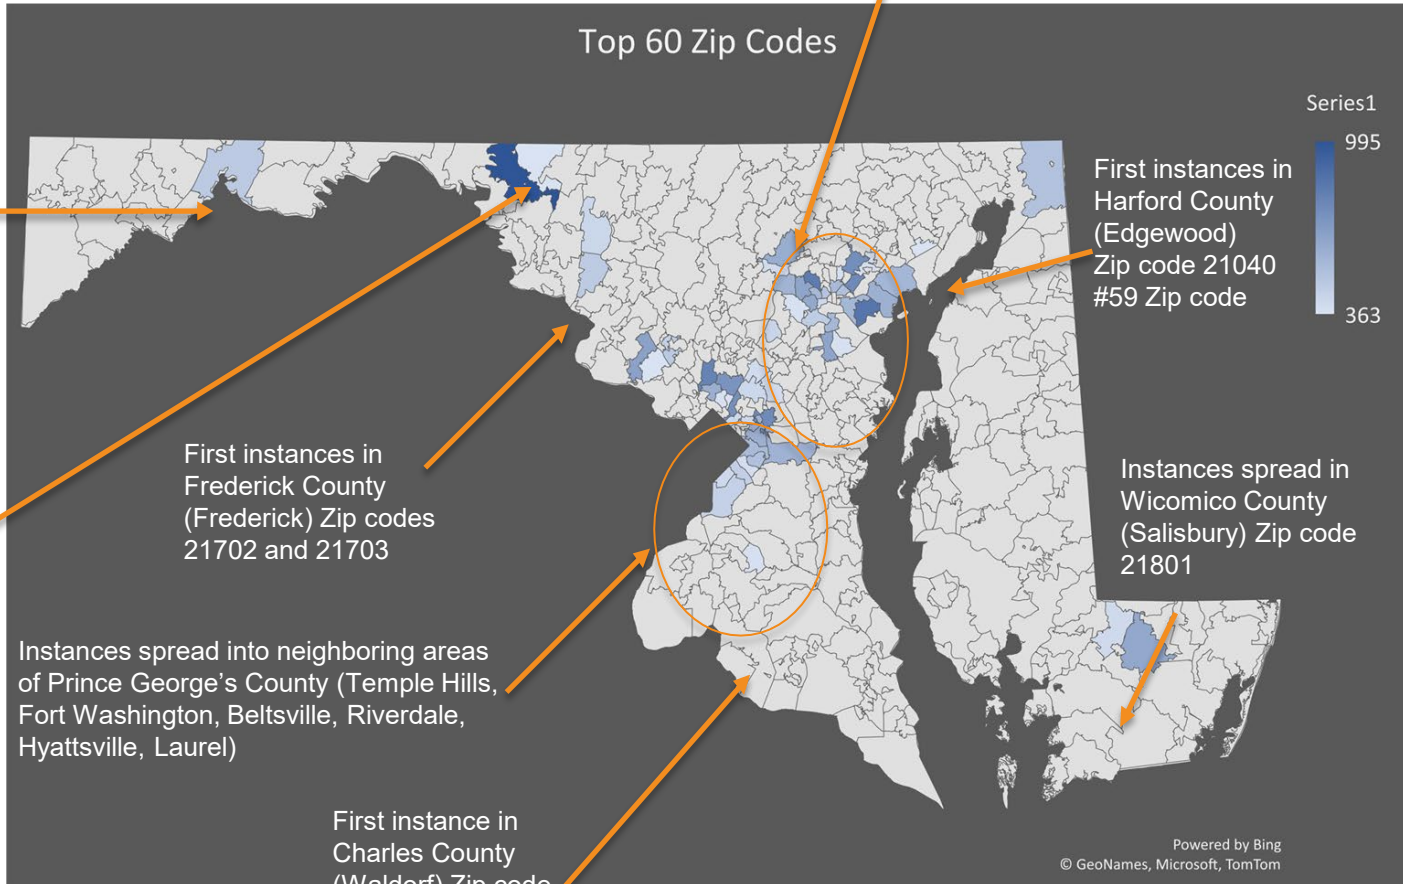 Top 60 Zip Codes
Series1
995
363
First instances in
Harford County
(Edgewood)
Zip code 21040
#59 Zip code
First instances in
Frederick County
(Frederick) Zip codes
21702 and 21703
Instances spread in
Wicomico County
(Salisbury) Zip code
21801
Instances spread into neighboring areas
of Prince George’s County (Temple Hills,
Fort Washington, Beltsville, Riverdale,
Hyattsville, Laurel)
First instance in
Charles County
(Waldorf) Zip code
Powered by Bing
© GeoNames, Microsoft, TomTom